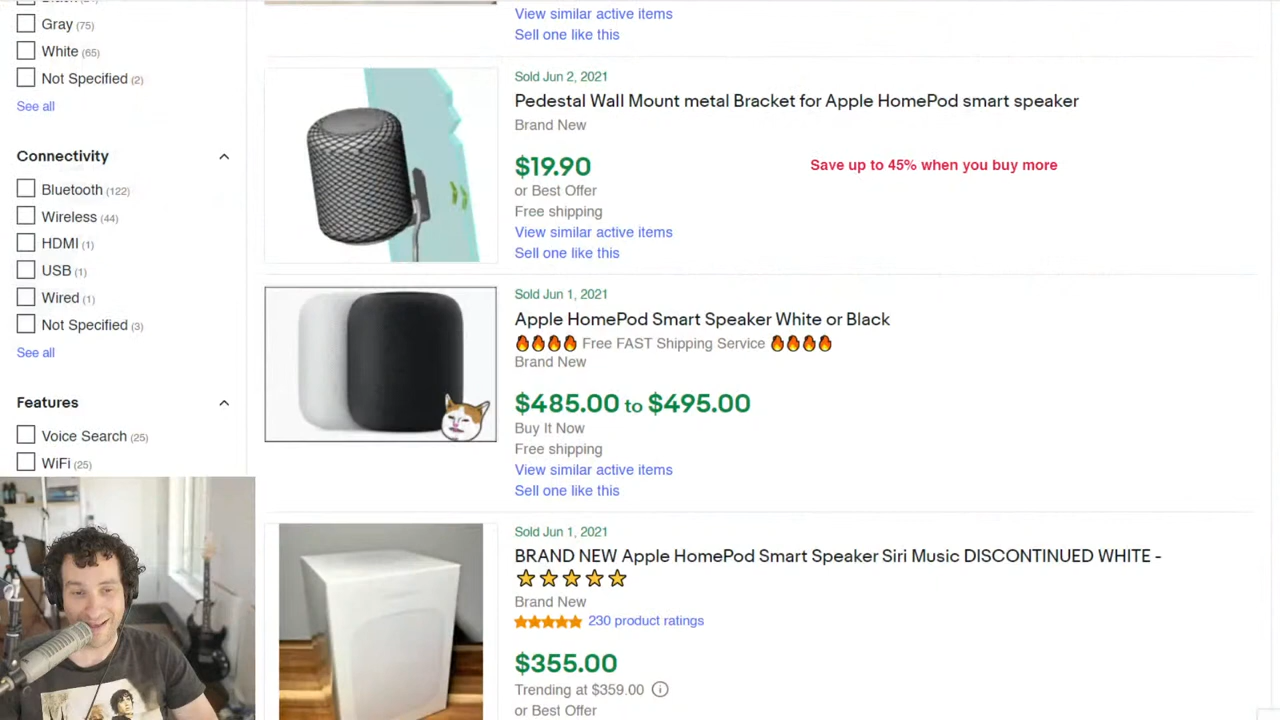 Gray (75)
White (65)
Not Specified (2)
See all
Connectivity
Bluetooth (122)
Wireless (44)
HDMI (1)
USB (1)
Wired (1)
Not Specified (3)
See all
Features
Voice Search (25)
WiFi (25)
View similar active items
Sell one like this
Sold Jun 2, 2021
Pedestal Wall Mount metal Bracket for Apple HomePod smart speaker
Brand New
$19.90
Save up to 45% when you buy more
or Best Offer
Free shipping
View similar active items
Sell one like this
Sold Jun 1, 2021
Apple HomePod Smart Speaker White or Black
🔥🔥🔥🔥 Free FAST Shipping Service 🔥🔥🔥🔥
Brand New
$485.00 to $495.00
Buy It Now
Free shipping
View similar active items
Sell one like this
Sold Jun 1, 2021
BRAND NEW Apple HomePod Smart Speaker Siri Music DISCONTINUED WHITE -
⭐⭐⭐⭐⭐
Brand New
230 product ratings
$355.00
Trending at $359.00
or Best Offer